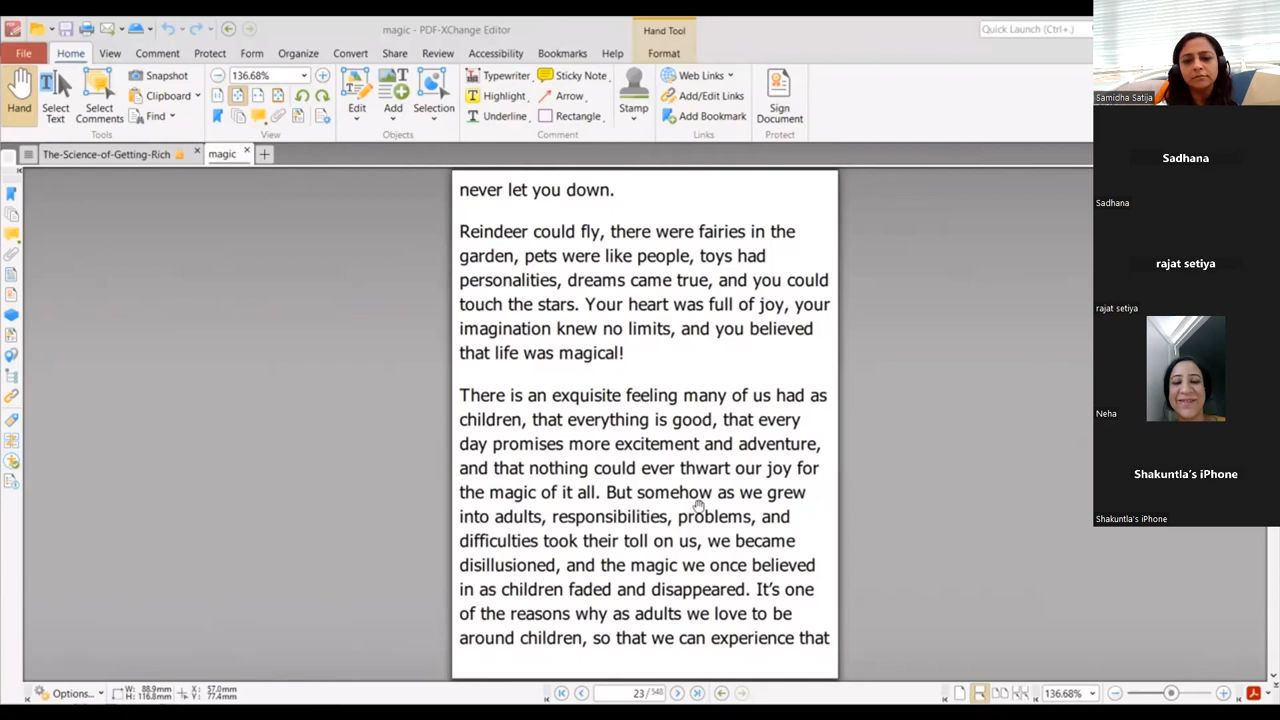 magic - PDF-XChange Editor
Hand Tool
Quick Launch (Ctrl+.)
File Home View Comment Protect Form Organize Convert Share Review Accessibility Bookmarks Help Format
Hand
Select Text
Select Comments
Snapshot
Clipboard
Find
Tools
136.68%
View
Edit
Add
Objects
Typewriter
Highlight
Underline
Sticky Note
Arrow
Rectangle
Stamp
Comment
Web Links
Add/Edit Links
Add Bookmark
Links
Sign Document
Protect
The-Science-of-Getting-Rich
magic
never let you down.
Reindeer could fly, there were fairies in the
garden, pets were like people, toys had
personalities, dreams came true, and you could
touch the stars. Your heart was full of joy, your
imagination knew no limits, and you believed
that life was magical!
There is an exquisite feeling many of us had as
children, that everything is good, that every
day promises more excitement and adventure,
and that nothing could ever thwart our joy for
the magic of it all. But somehow as we grew
into adults, responsibilities, problems, and
difficulties took their toll on us, we became
disillusioned, and the magic we once believed
in as children faded and disappeared. It's one
of the reasons why as adults we love to be
around children, so that we can experience that
Options...
W: 88.9mm
H: 116.8mm
X: 57.0mm
Y: 77.4mm
23 / 548
136.68%
Samidha Satija
Sadhana
Sadhana
rajat setiya
rajat setiya
Neha
Shakuntla's iPhone
Shakuntla's iPhone